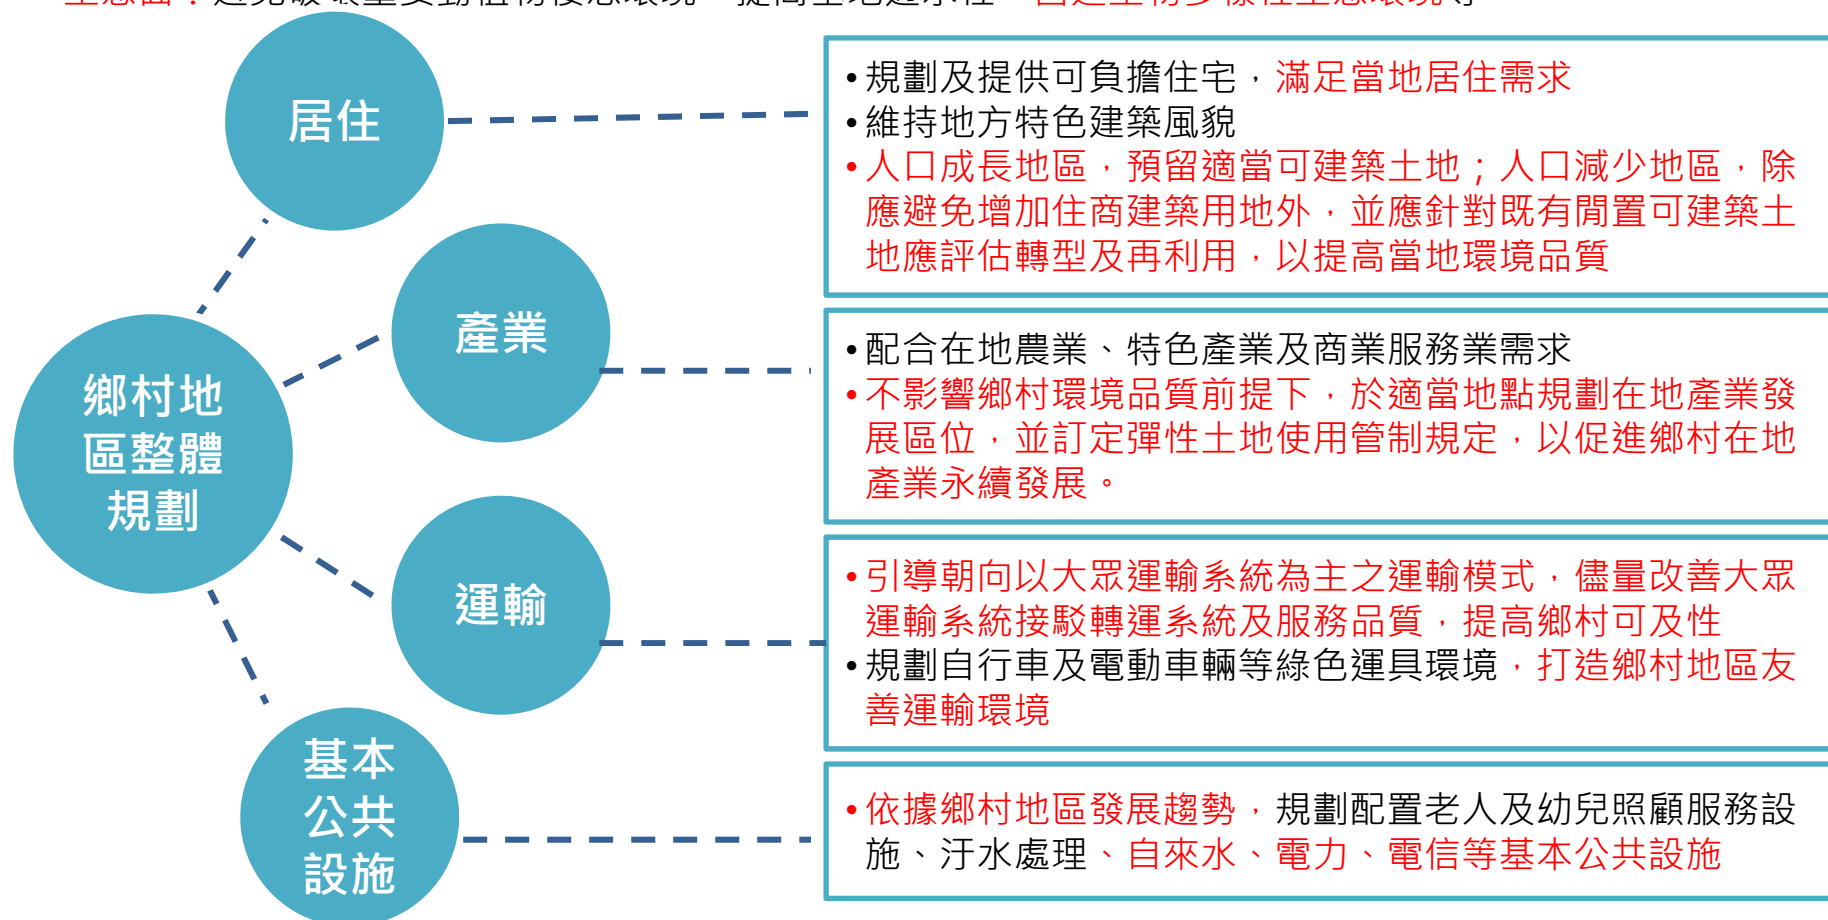 居住
產業
鄉村地
區整體
規劃
運輸
基本
公共
設施
•規劃及提供可負擔住宅，滿足當地居住需求
•維持地方特色建築風貌
•人口成長地區，預留適當可建築土地；人口減少地區，除
應避免增加住商建築用地外，並應針對既有閒置可建築土
地應評估轉型及再利用，以提高當地環境品質
•配合在地農業、特色產業及商業服務業需求
•不影響鄉村環境品質前提下，於適當地點規劃在地產業發
展區位，並訂定彈性土地使用管制規定，以促進鄉村在地
產業永續發展。
•引導朝向以大眾運輸系統為主之運輸模式，儘量改善大眾
運輸系統接駁轉運系統及服務品質，提高鄉村可及性
•規劃自行車及電動車輛等綠色運具環境，打造鄉村地區友
善運輸環境
•依據鄉村地區發展趨勢，規劃配置老人及幼兒照顧服務設
施、汙水處理、自來水、電力、電信等基本公共設施